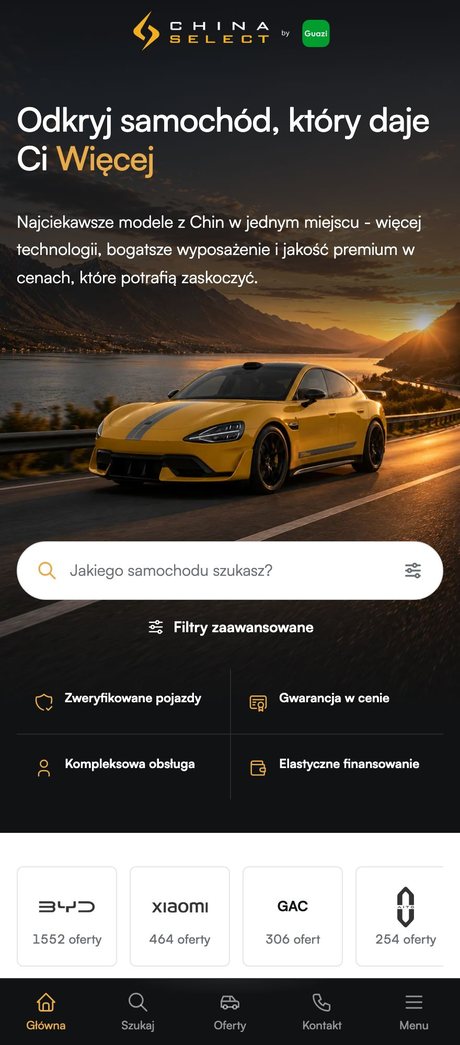 CHINA
SELECT
by
Guazi
Odkryj samochód, który daje
Ci Więcej
Najciekawsze modele z Chin w jednym miejscu - więcej
technologii, bogatsze wyposażenie i jakość premium w
cenach, które potrafią zaskoczyć.
Jakiego samochodu szukasz?
Filtry zaawansowane
Zweryfikowane pojazdy
Gwarancja w cenie
Kompleksowa obsługa
Elastyczne finansowanie
BYD
xiaomi
GAC
AITO
1552 oferty
464 oferty
306 ofert
254 oferty
Główna
Szukaj
Oferty
Kontakt
Menu